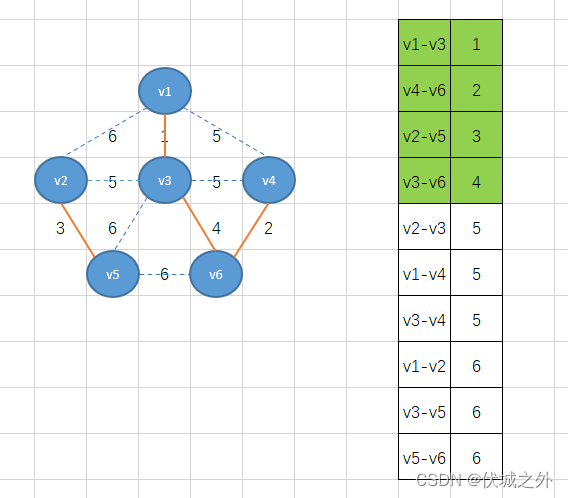 v1
6 1 5
v2 5 v3 5 v4
3 6 4 2
v5 6 v6
v1-v3 1
v4-v6 2
v2-v5 3
v3-v6 4
v2-v3 5
v1-v4 5
v3-v4 5
v1-v2 6
v3-v5 6
v5-v6 6
CSDN @伏城之外